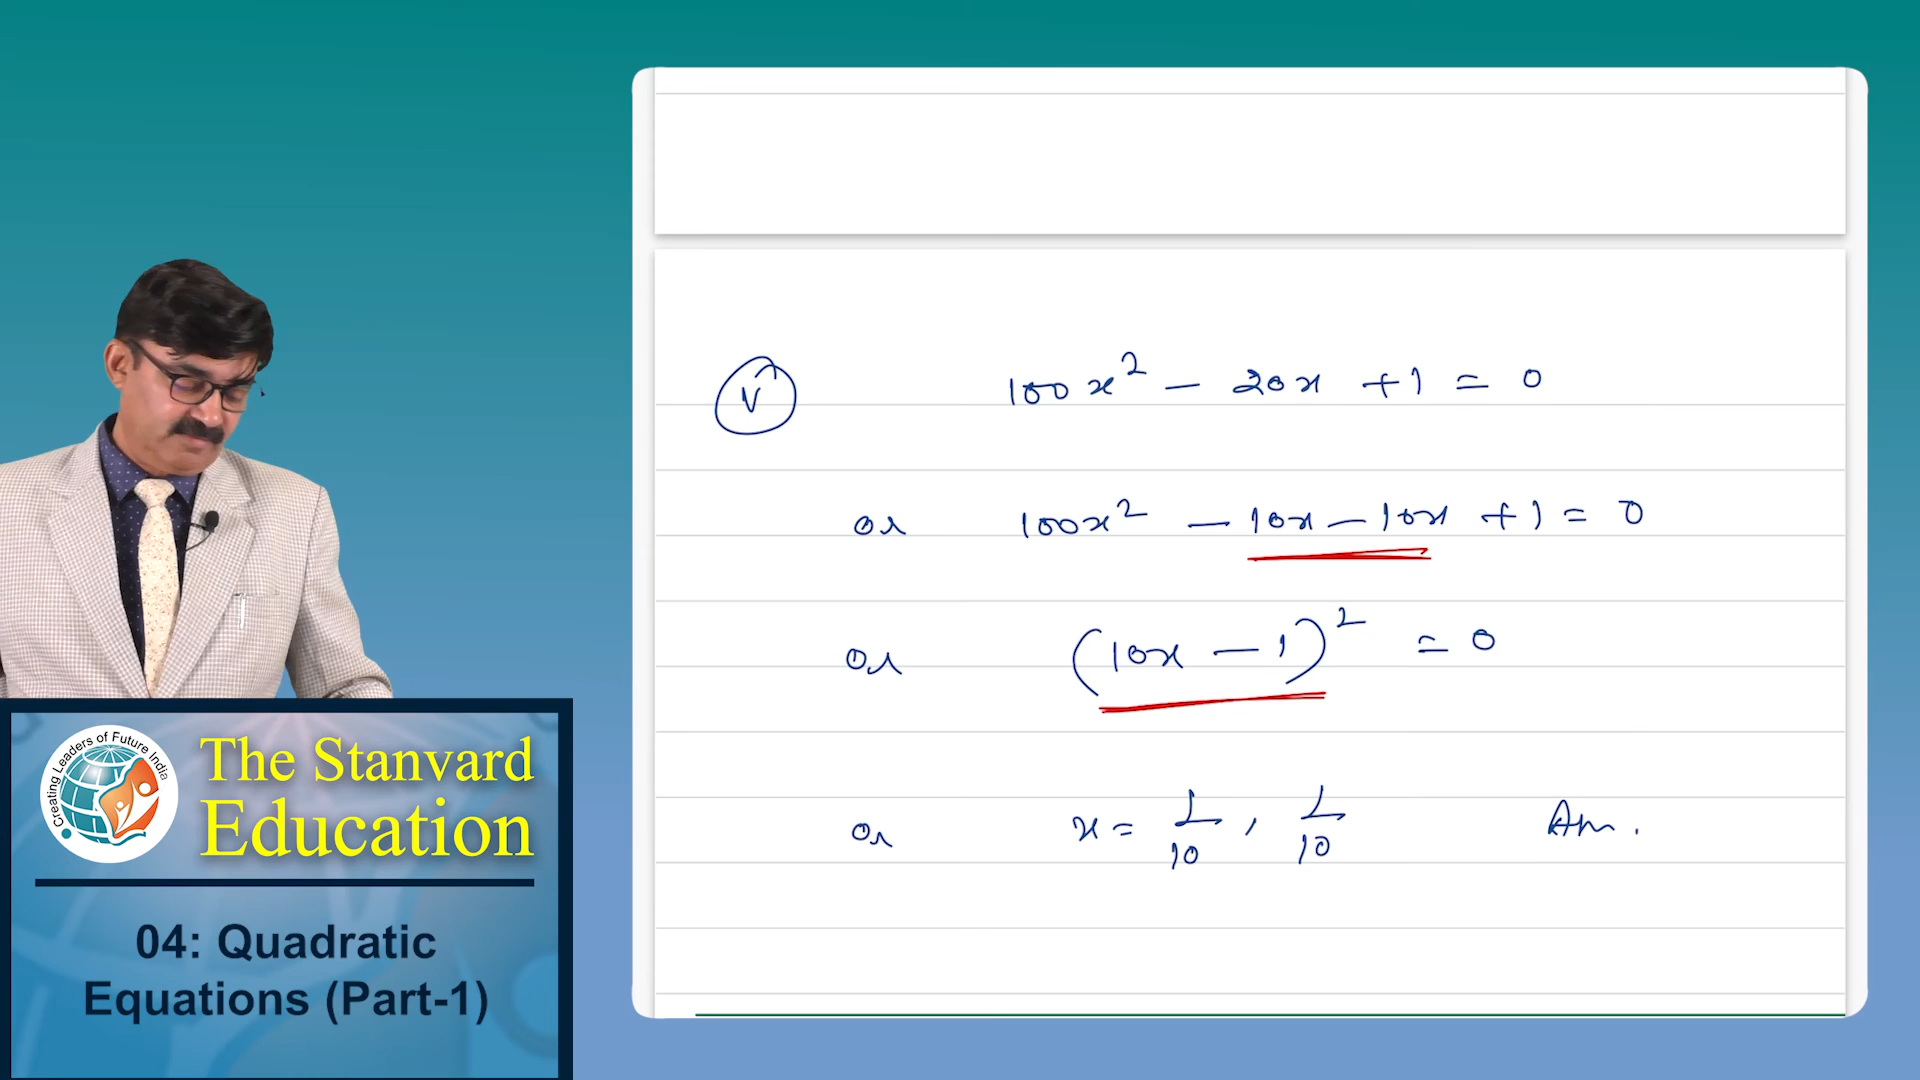 v
100x² - 20x + 1 = 0
or 100x² - 10x - 10x + 1 = 0
or (10x - 1)² = 0
or x = 1/10, 1/10 Ans.
Creating Leaders of Future India
The Stanvard
Education
04: Quadratic
Equations (Part-1)